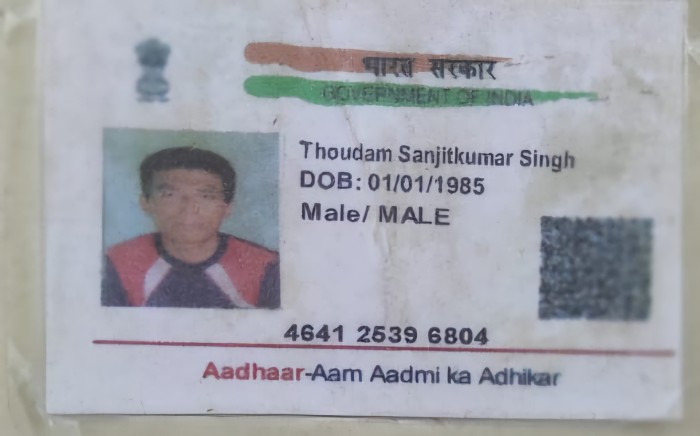 भारत सरकार
GOVERNMENT OF INDIA
Thoudam Sanjitkumar Singh
DOB: 01/01/1985
Male/ MALE
4641 2539 6804
Aadhaar-Aam Aadmi ka Adhikar